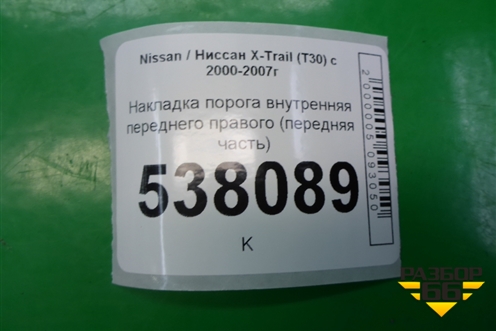 Nissan / Ниссан X-Trail (T30) с
2000-2007г
Накладка порога внутренняя
переднего правого (передняя
часть)
538089
К
2000005093050
РАЗБОР
66